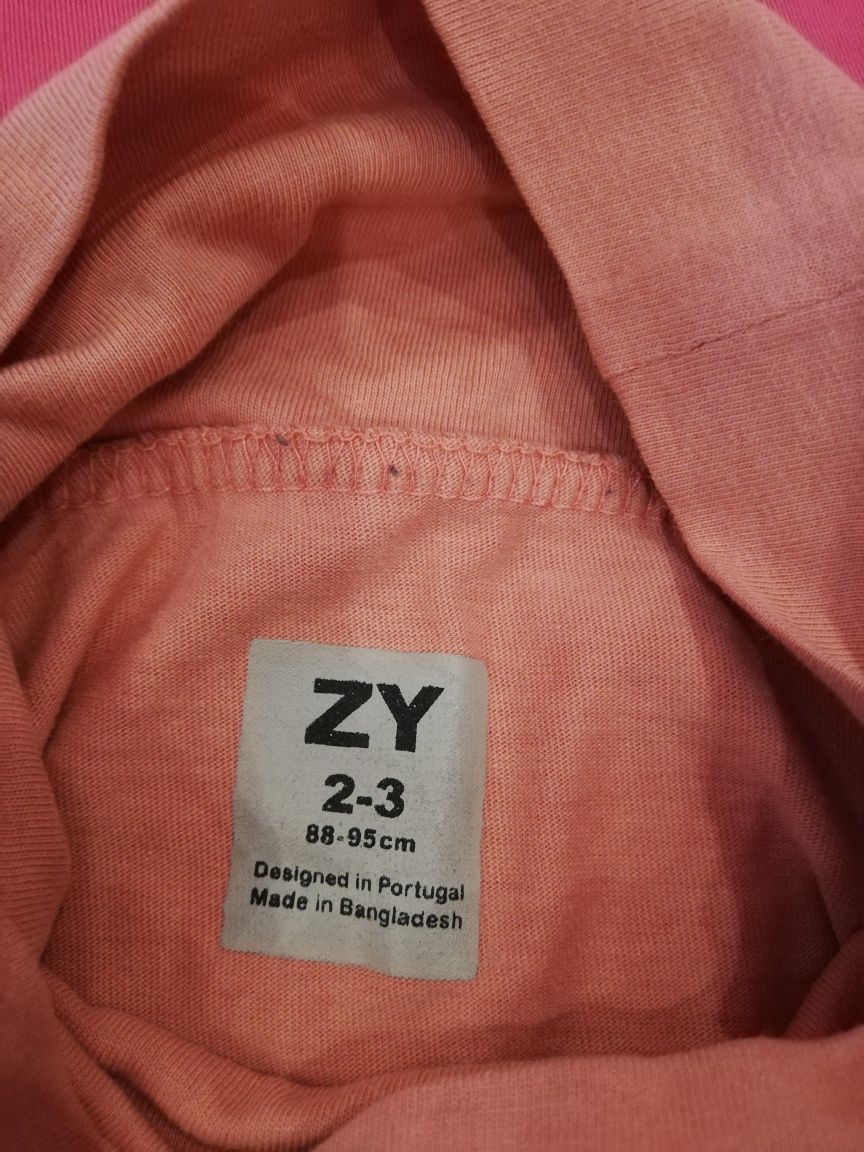 ZY
2-3
88-95cm
Designed in Portugal
Made in Bangladesh